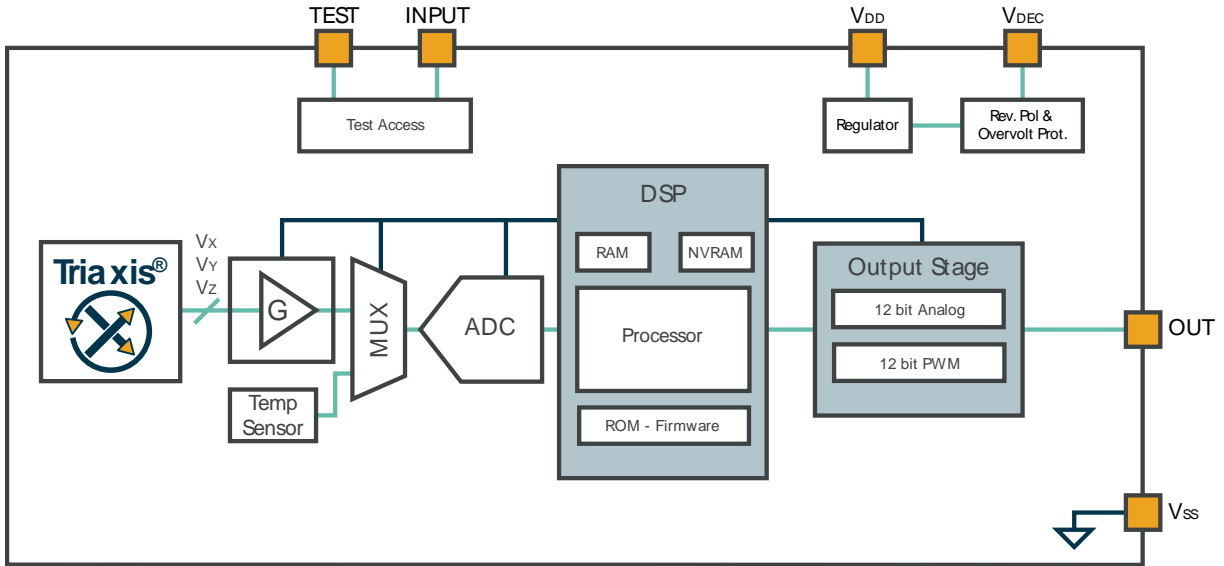 TEST
INPUT
VDD
VDEC
Test Access
Regulator
Rev. Pol &
Overvolt Prot.
DSP
RAM
NVRAM
Processor
ROM - Firmware
Triaxis®
VX
VY
VZ
G
MUX
ADC
Temp
Sensor
Output Stage
12 bit Analog
12 bit PWM
OUT
VSS